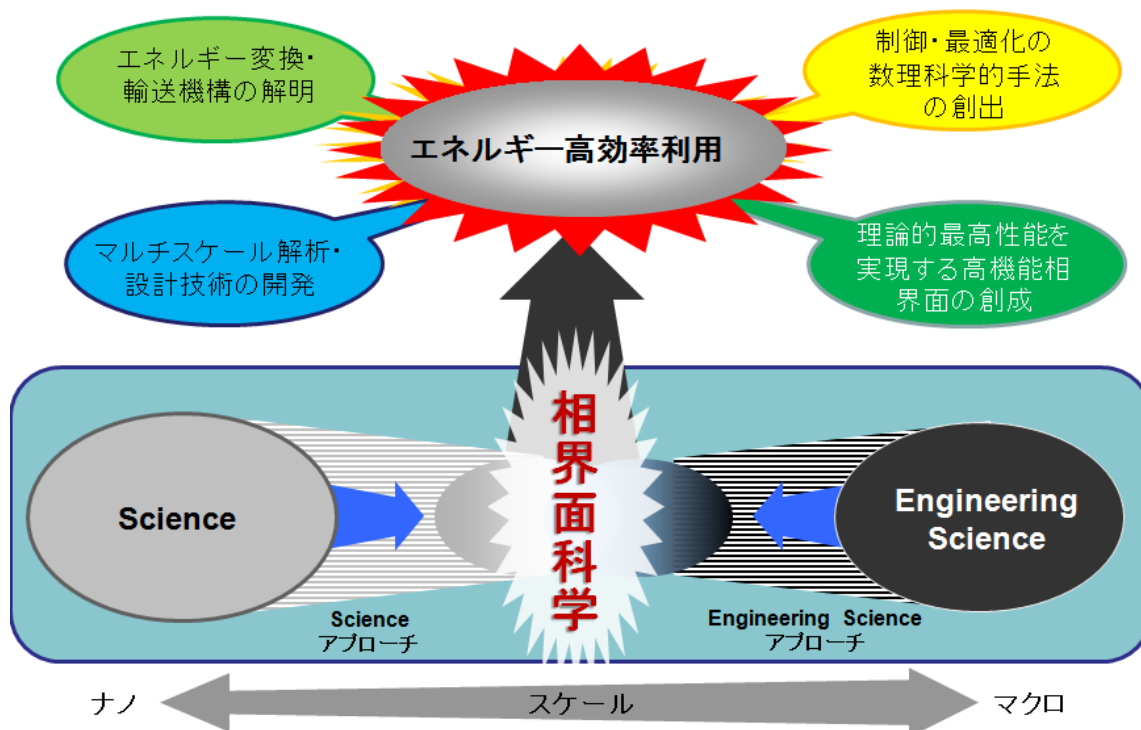 エネルギー変換・
輸送機構の解明
制御・最適化の
数理科学的手法
の創出
エネルギー高効率利用
マルチスケール解析・
設計技術の開発
理論的最高性能を
実現する高機能相
界面の創成
相界面科学
Science
Engineering
Science
Science
アプローチ
Engineering Science
アプローチ
ナノ
スケール
マクロ